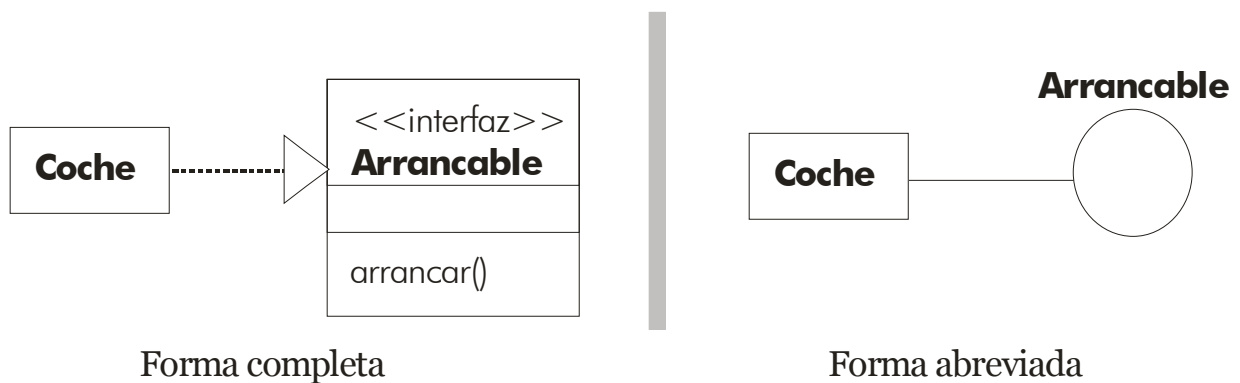 Coche
<<interfaz>>
Arrancable
arrancar()
Forma completa
Arrancable
Coche
Forma abreviada